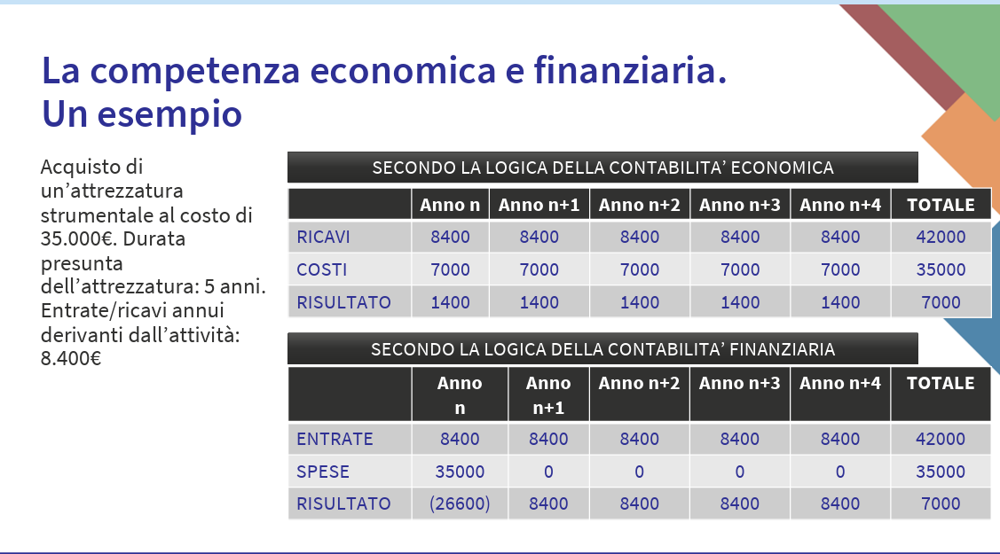 La competenza economica e finanziaria.
Un esempio
Acquisto di
un’attrezzatura
strumentale al costo di
35.000€. Durata
presunta
dell’attrezzatura: 5 anni.
Entrate/ricavi annui
derivanti dall’attività:
8.400€
SECONDO LA LOGICA DELLA CONTABILITA’ ECONOMICA
Anno n Anno n+1 Anno n+2 Anno n+3 Anno n+4 TOTALE
RICAVI 8400 8400 8400 8400 8400 42000
COSTI 7000 7000 7000 7000 7000 35000
RISULTATO 1400 1400 1400 1400 1400 7000
SECONDO LA LOGICA DELLA CONTABILITA’ FINANZIARIA
Anno Anno Anno n+2 Anno n+3 Anno n+4 TOTALE
n n+1
ENTRATE 8400 8400 8400 8400 8400 42000
SPESE 35000 0 0 0 0 35000
RISULTATO (26600) 8400 8400 8400 8400 7000